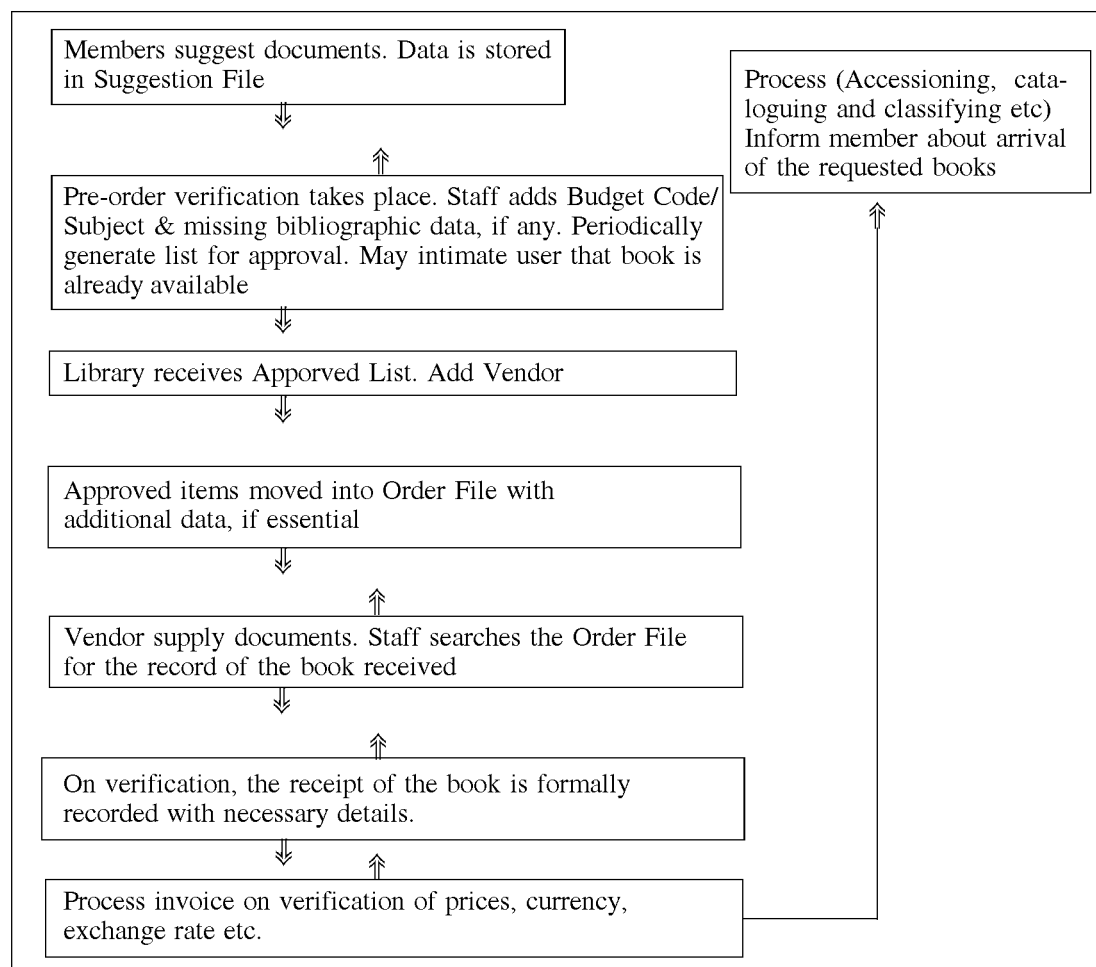 Members suggest documents. Data is stored
in Suggestion File
Pre-order verification takes place. Staff adds Budget Code/
Subject & missing bibliographic data, if any. Periodically
generate list for approval. May intimate user that book is
already available
Library receives Apporved List. Add Vendor
Approved items moved into Order File with
additional data, if essential
Vendor supply documents. Staff searches the Order File
for the record of the book received
On verification, the receipt of the book is formally
recorded with necessary details.
Process invoice on verification of prices, currency,
exchange rate etc.
Process (Accessioning, cata-
loguing and classifying etc)
Inform member about arrival
of the requested books